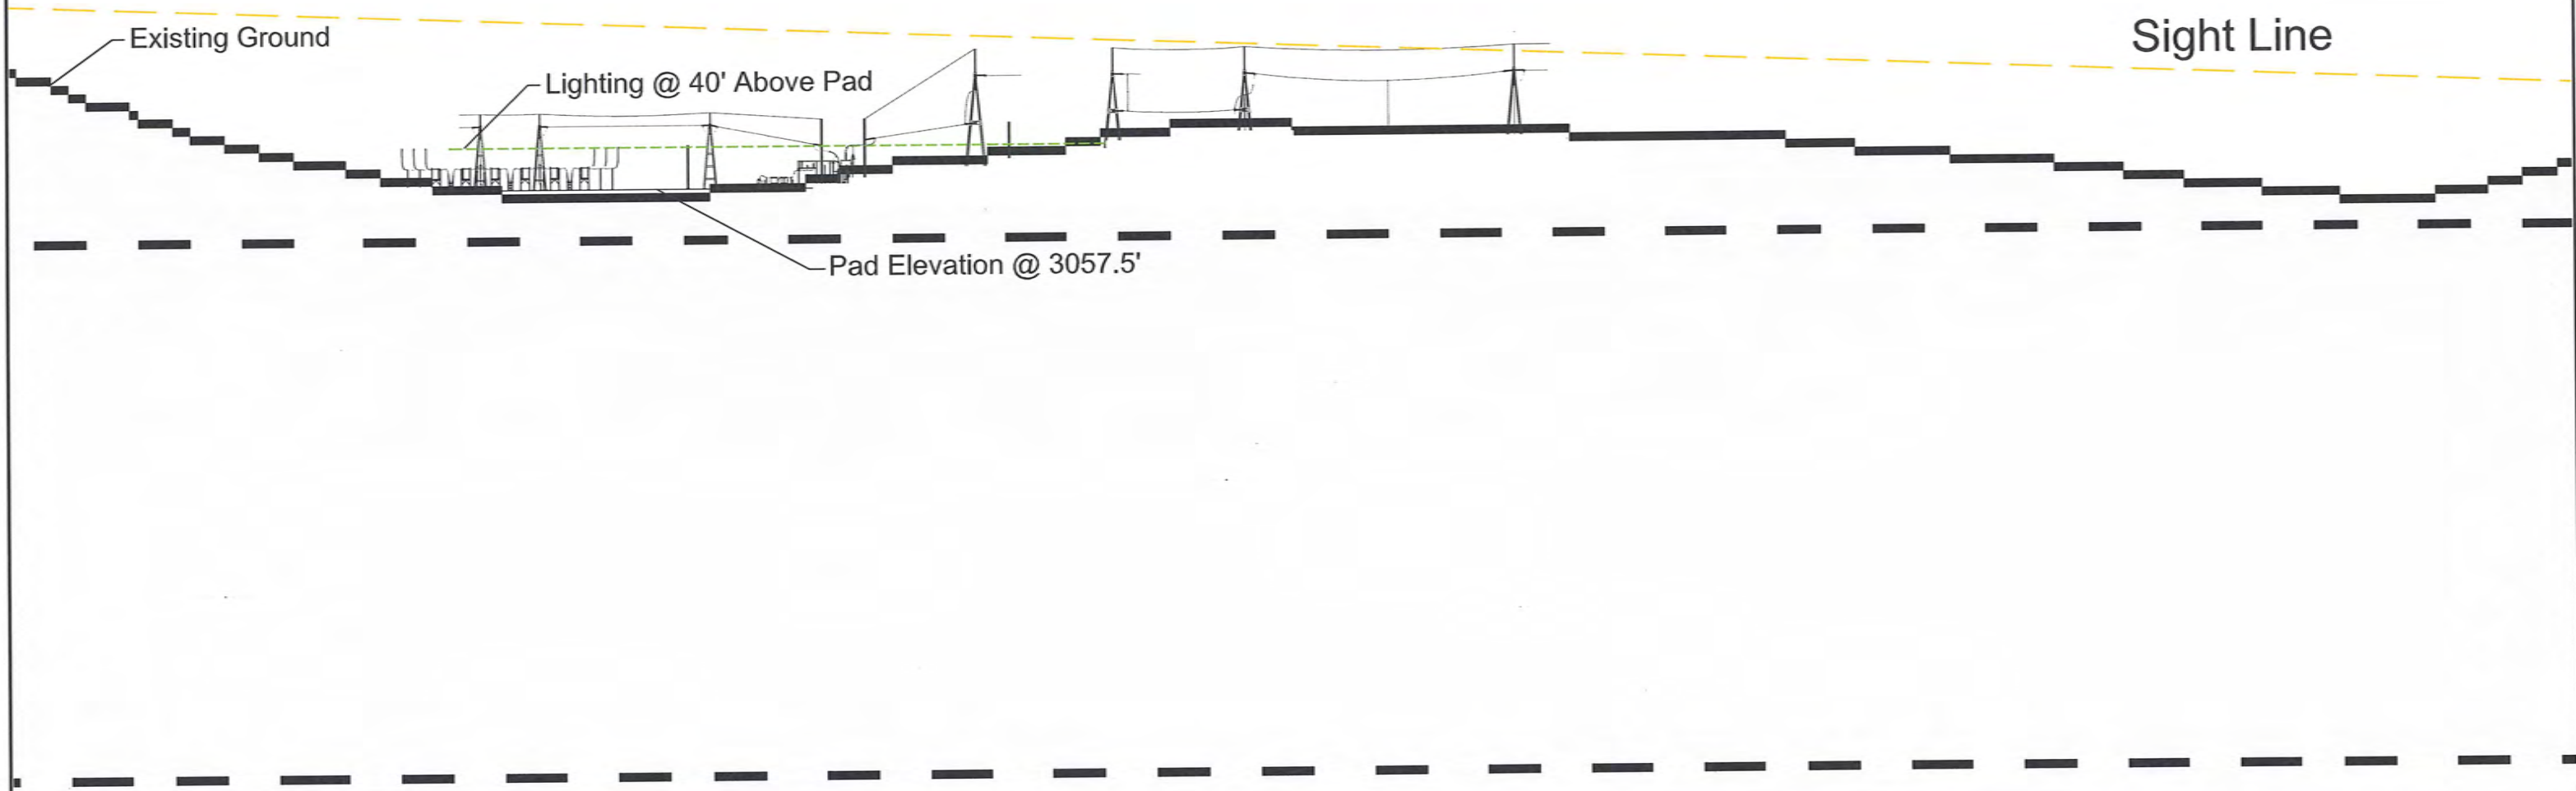 Existing Ground
Sight Line
Lighting @ 40' Above Pad
Pad Elevation @ 3057.5'